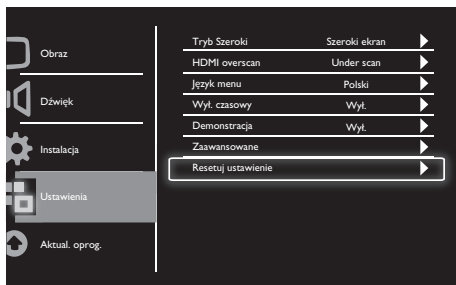 Obraz
Dźwięk
Instalacja
Ustawienia
Aktual. oprog.
Tryb Szeroki Szeroki ekran
HDMI overscan Under scan
Język menu Polski
Wył. czasowy Wył.
Demonstracja Wył.
Zaawansowane
Resetuj ustawienie